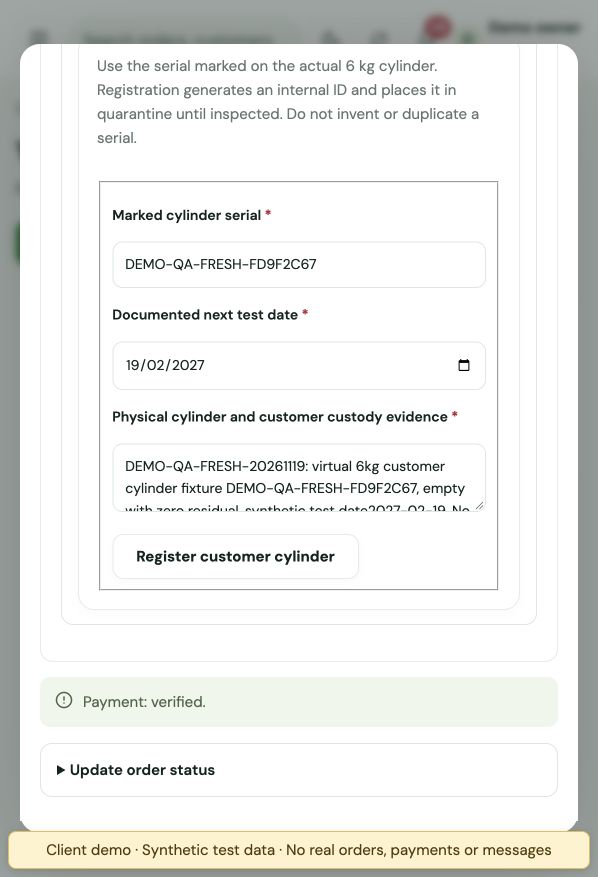 Use the serial marked on the actual 6 kg cylinder.
Registration generates an internal ID and places it in
quarantine until inspected. Do not invent or duplicate a
serial.
Marked cylinder serial *
DEMO-QA-FRESH-FD9F2C67
Documented next test date *
19/02/2027
Physical cylinder and customer custody evidence *
DEMO-QA-FRESH-20261119: virtual 6kg customer
cylinder fixture DEMO-QA-FRESH-FD9F2C67, empty
with zero residual, synthetic test date2027-02-19. No
Register customer cylinder
Payment: verified.
Update order status
Client demo · Synthetic test data · No real orders, payments or messages